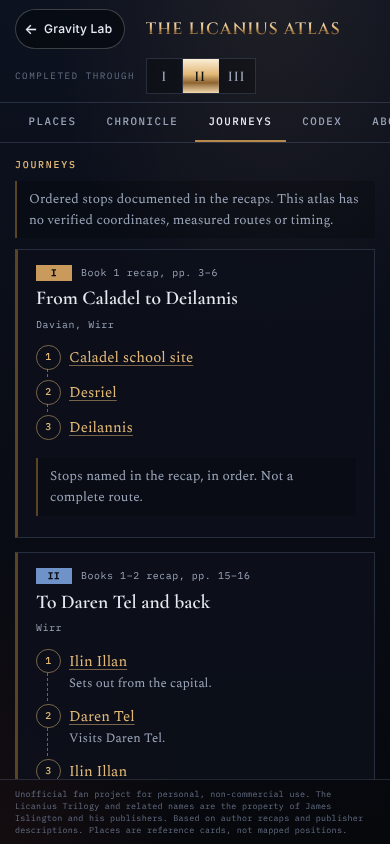 ← Gravity Lab
THE LICANIUS ATLAS
COMPLETED THROUGH I II III
PLACES CHRONICLE JOURNEYS CODEX ABO
JOURNEYS
Ordered stops documented in the recaps. This atlas has
no verified coordinates, measured routes or timing.
I Book 1 recap, pp. 3–6
From Caladel to Deilannis
Davian, Wirr
1 Caladel school site
2 Desriel
3 Deilannis
Stops named in the recap, in order. Not a
complete route.
II Books 1–2 recap, pp. 15–16
To Daren Tel and back
Wirr
1 Ilin Illan
Sets out from the capital.
2 Daren Tel
Visits Daren Tel.
3 Ilin Illan
Unofficial fan project for personal, non-commercial use. The
Licanius Trilogy and related names are the property of James
Islington and his publishers. Based on author recaps and publisher
descriptions. Places are reference cards, not mapped positions.